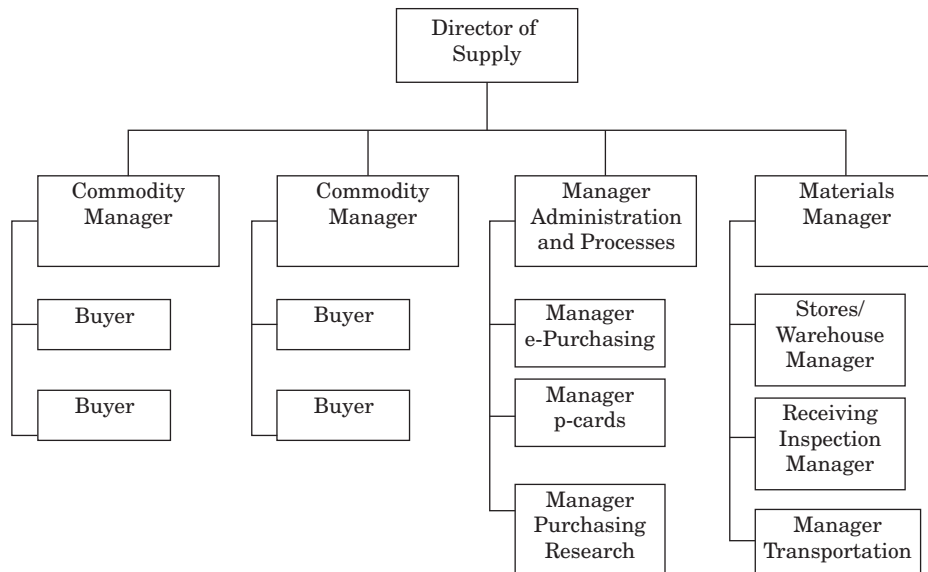 Director of
Supply
Commodity
Manager
Commodity
Manager
Manager
Administration
and Processes
Materials
Manager
Buyer
Buyer
Manager
e-Purchasing
Stores/
Warehouse
Manager
Buyer
Buyer
Manager
p-cards
Receiving
Inspection
Manager
Manager
Purchasing
Research
Manager
Transportation